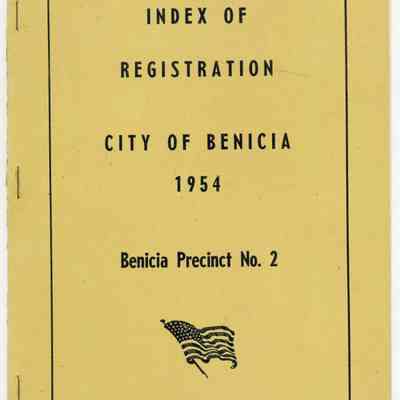 INDEX OF
REGISTRATION
CITY OF BENICIA
1954
Benicia Precinct No. 2